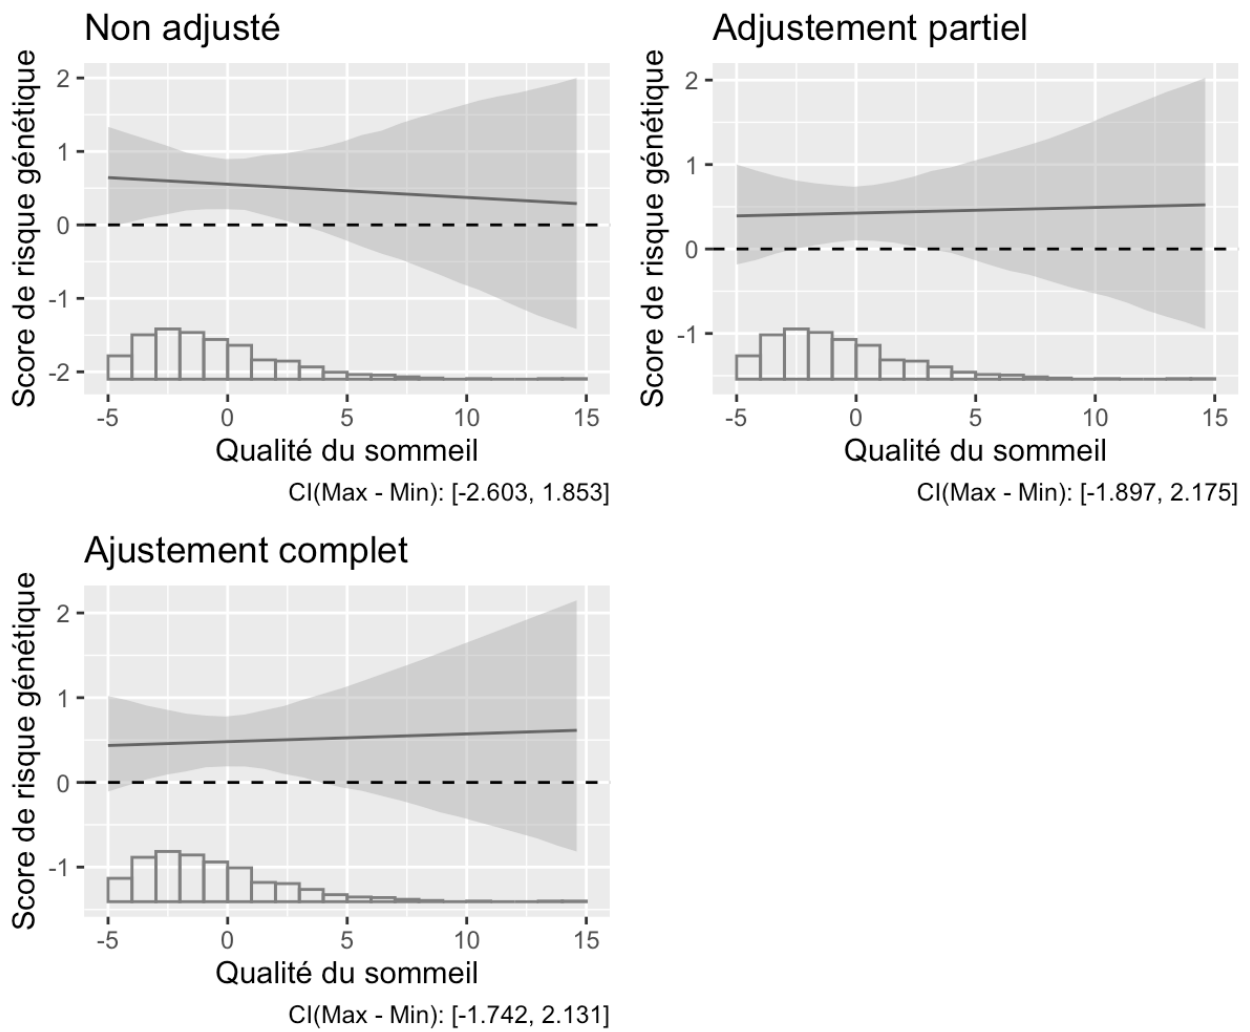 Non adjusté
Score de risque génétique
2
1
0
-1
-2
-5 0 5 10 15
Qualité du sommeil
CI(Max - Min): [-2.603, 1.853]
Adjustement partiel
Score de risque génétique
2
1
0
-1
-5 0 5 10 15
Qualité du sommeil
CI(Max - Min): [-1.897, 2.175]
Ajustement complet
Score de risque génétique
2
1
0
-1
-5 0 5 10 15
Qualité du sommeil
CI(Max - Min): [-1.742, 2.131]